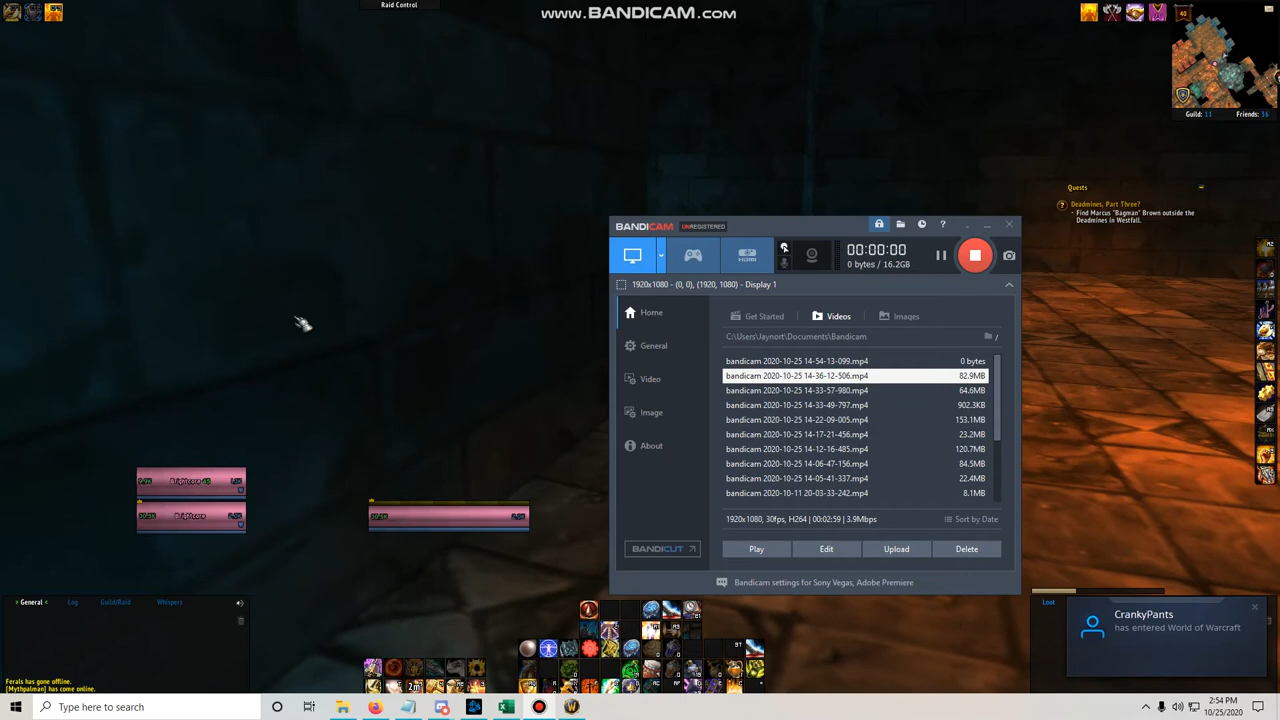 Raid Control
www.BANDICAM.com
40
Guild: 11 Friends: 36
Quests
Deadmines, Part Three?
- Find Marcus "Bagman" Brown outside the
Deadmines in Westfall.
BANDICAM UNREGISTERED
HDMI
00:00:00
0 bytes / 16.2GB
1920x1080 - (0, 0), (1920, 1080) - Display 1
Home
General
Video
Image
About
Get Started
Videos
Images
C:\Users\Jaynort\Documents\Bandicam
bandicam 2020-10-25 14-54-13-099.mp4 0 bytes
bandicam 2020-10-25 14-36-12-506.mp4 82.9MB
bandicam 2020-10-25 14-33-57-980.mp4 64.6MB
bandicam 2020-10-25 14-33-49-797.mp4 902.3KB
bandicam 2020-10-25 14-22-09-005.mp4 153.1MB
bandicam 2020-10-25 14-17-21-456.mp4 23.2MB
bandicam 2020-10-25 14-12-16-485.mp4 120.7MB
bandicam 2020-10-25 14-06-47-156.mp4 84.5MB
bandicam 2020-10-25 14-05-41-337.mp4 22.4MB
bandicam 2020-10-11 20-03-33-242.mp4 8.1MB
1920x1080, 30fps, H264 | 00:02:59 | 3.9Mbps
Sort by Date
BANDICUT
Play Edit Upload Delete
Bandicam settings for Sony Vegas, Adobe Premiere
Brightcore
Brightcore
General Log Guild/Raid Whispers
Ferals has gone offline.
[Mythpalman] has come online.
2m
Loot
CrankyPants
has entered World of Warcraft
Type here to search
2:54 PM
10/25/2020